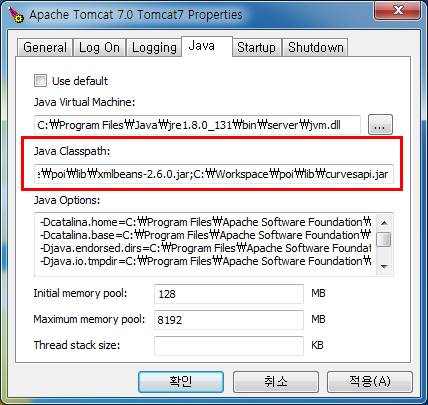 Apache Tomcat 7.0 Tomcat7 Properties
General Log On Logging Java Startup Shutdown
Use default
Java Virtual Machine:
C:₩Program Files₩Java₩jre1.8.0_131₩bin₩server₩jvm.dll ...
Java Classpath:
₩poi₩lib₩xmlbeans-2.6.0.jar;C:₩Workspace₩poi₩lib₩curvesapi.jar
Java Options:
-Dcatalina.home=C:₩Program Files₩Apache Software Foundation₩
-Dcatalina.base=C:₩Program Files₩Apache Software Foundation₩
-Djava.endorsed.dirs=C:₩Program Files₩Apache Software Foundation₩
-Djava.io.tmpdir=C:₩Program Files₩Apache Software Foundation₩
Initial memory pool: 128 MB
Maximum memory pool: 8192 MB
Thread stack size: KB
확인 취소 적용(A)